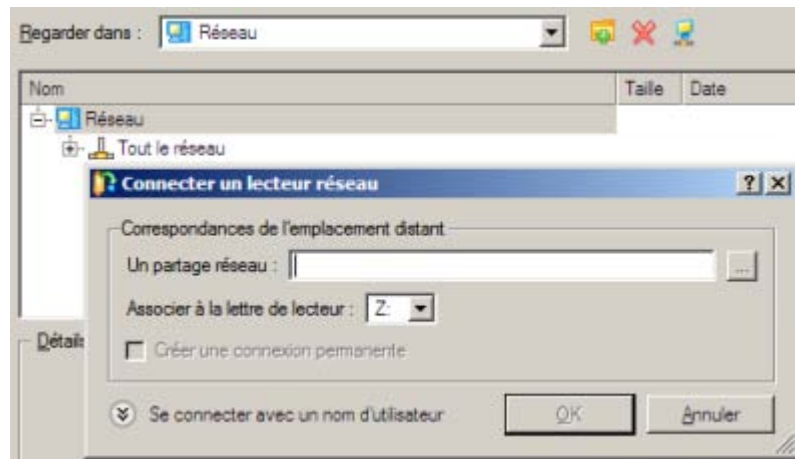 Regarder dans : Réseau
Nom Taille Date
Réseau
Tout le réseau
Connecter un lecteur réseau
Correspondances de l'emplacement distant
Un partage réseau : ...
Associer à la lettre de lecteur : Z:
Créer une connexion permanente
Détails
Se connecter avec un nom d'utilisateur OK Annuler